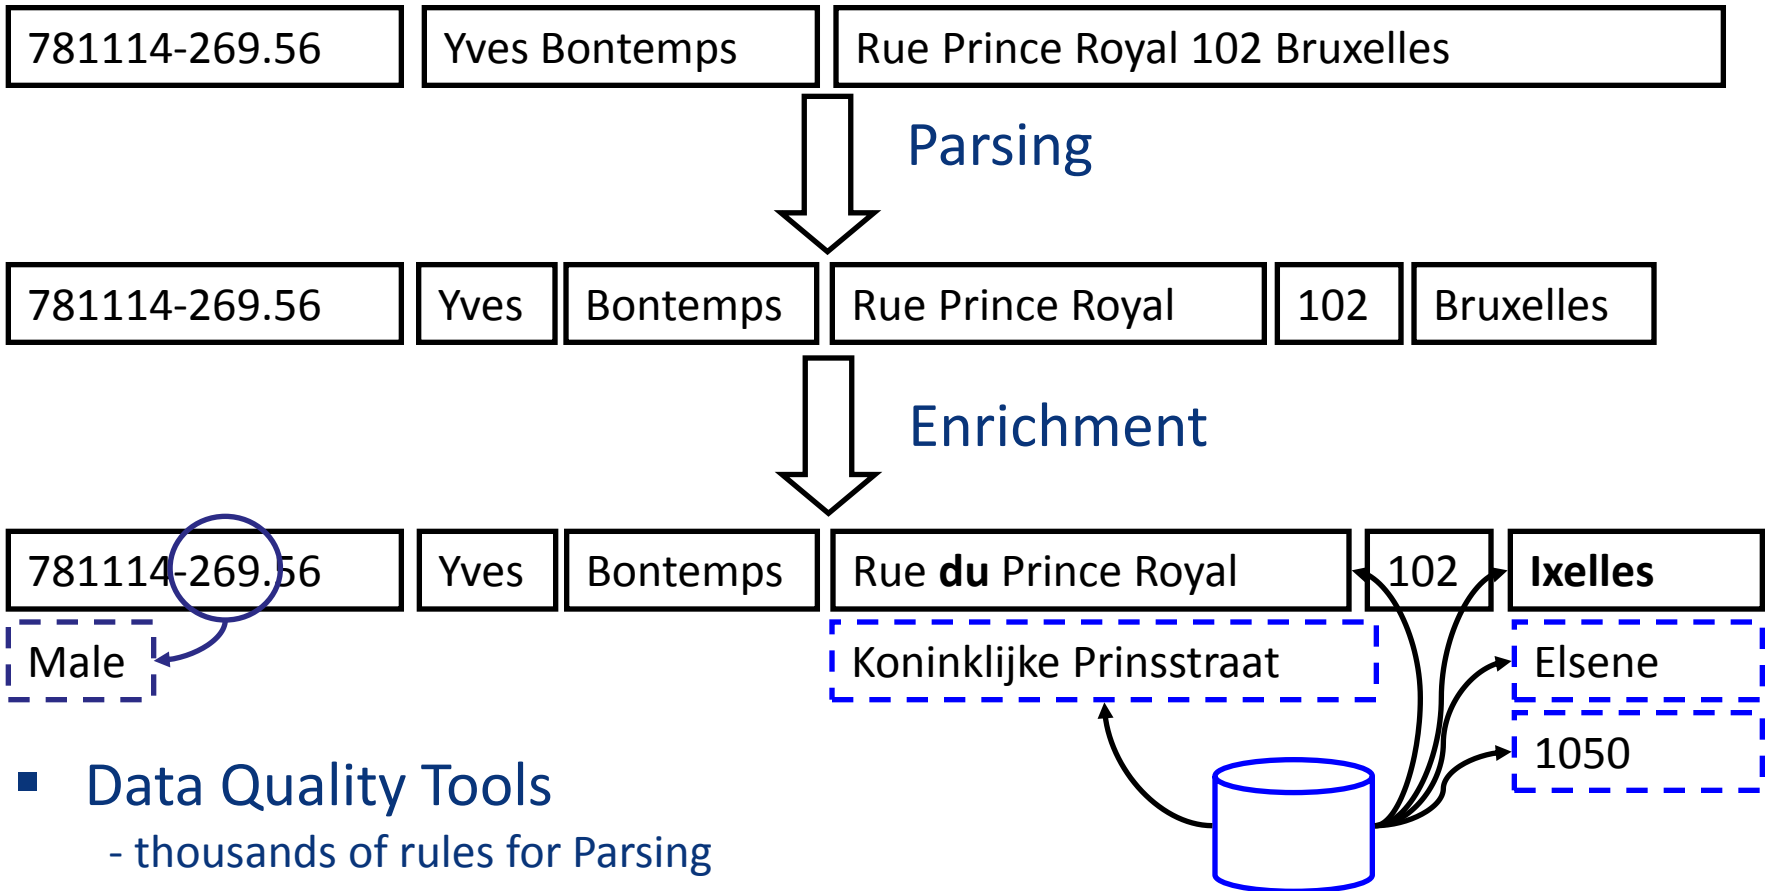 781114-269.56 Yves Bontemps Rue Prince Royal 102 Bruxelles
Parsing
781114-269.56 Yves Bontemps Rue Prince Royal 102 Bruxelles
Enrichment
781114-269.56 Yves Bontemps Rue du Prince Royal 102 Ixelles
Male Koninklijke Prinsstraat Elsene
1050
▪ Data Quality Tools
- thousands of rules for Parsing